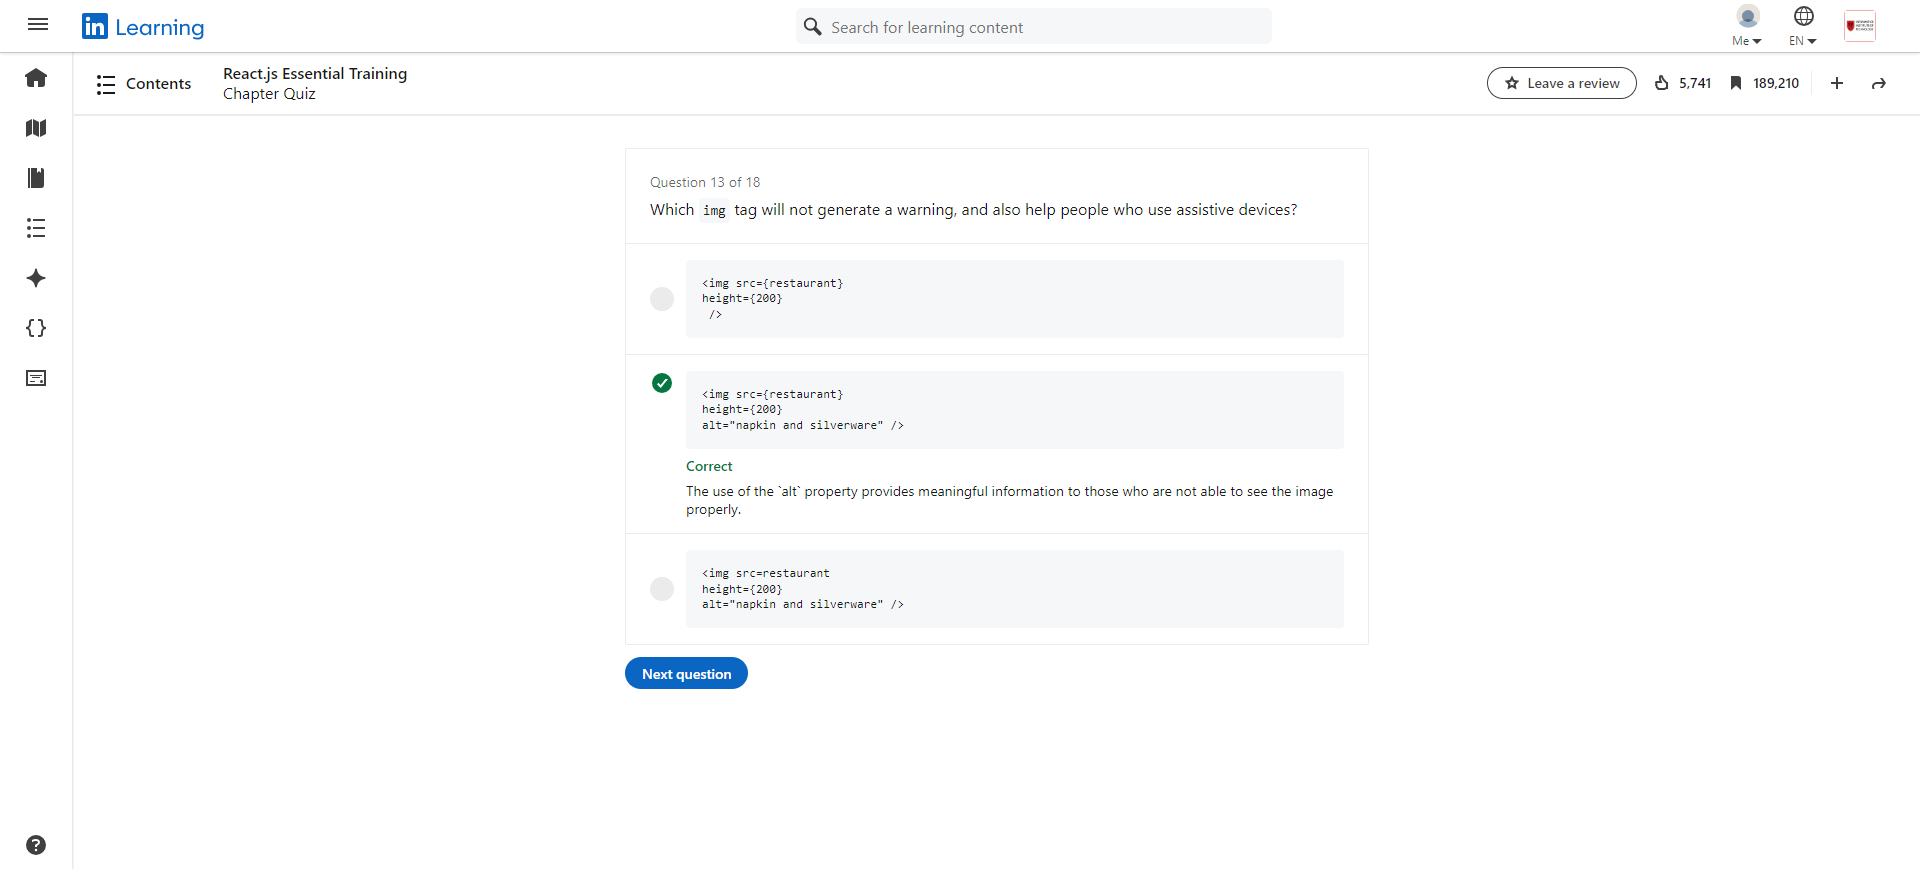 in Learning
Search for learning content
Me
EN
Contents
React.js Essential Training
Chapter Quiz
Leave a review
5,741
189,210
Question 13 of 18
Which img tag will not generate a warning, and also help people who use assistive devices?
<img src={restaurant}
height={200}
/>
<img src={restaurant}
height={200}
alt="napkin and silverware" />
Correct
The use of the `alt` property provides meaningful information to those who are not able to see the image
properly.
<img src=restaurant
height={200}
alt="napkin and silverware" />
Next question